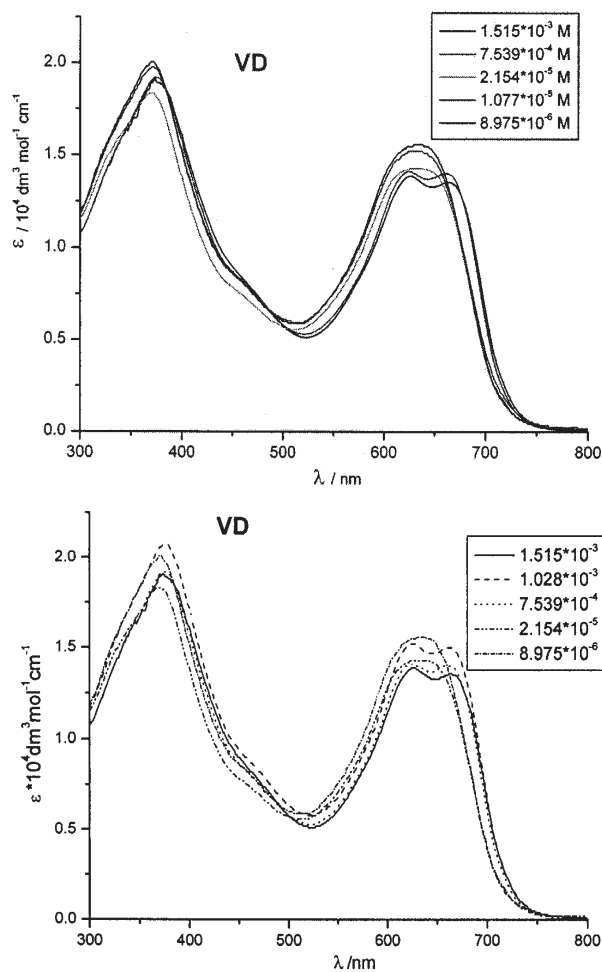 VD
1.515*10⁻³ M
7.539*10⁻⁴ M
2.154*10⁻⁵ M
1.077*10⁻⁵ M
8.975*10⁻⁶ M
ε / 10⁴ dm³ mol⁻¹ cm⁻¹
2.0
1.5
1.0
0.5
0.0
300 400 500 600 700 800
λ / nm
VD
1.515*10⁻³
1.028*10⁻³
7.539*10⁻⁴
2.154*10⁻⁵
8.975*10⁻⁶
ε*10⁴dm³mol⁻¹cm⁻¹
2.0
1.5
1.0
0.5
0.0
300 400 500 600 700 800
λ /nm